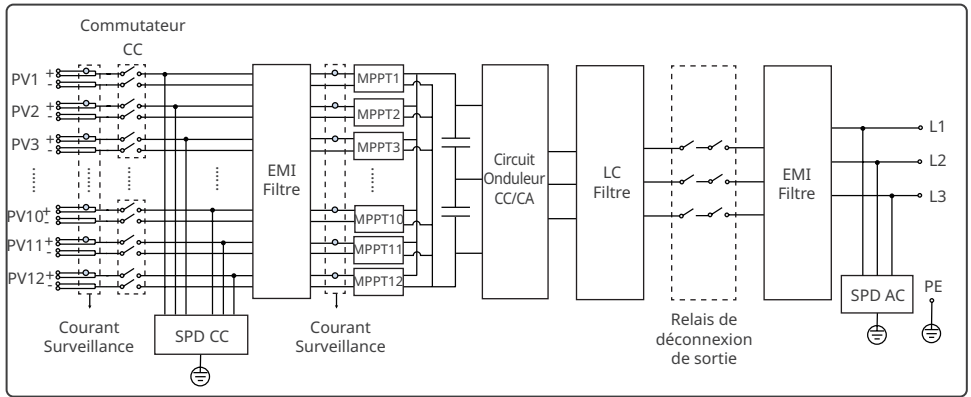 Commutateur
CC
PV1 + -
PV2 + -
PV3 + -
PV10 + -
PV11 + -
PV12 + -
Courant
Surveillance
SPD CC
EMI
Filtre
Courant
Surveillance
MPPT1
MPPT2
MPPT3
MPPT10
MPPT11
MPPT12
Circuit
Onduleur
CC/CA
LC
Filtre
Relais de
déconnexion
de sortie
EMI
Filtre
L1
L2
L3
SPD AC
PE